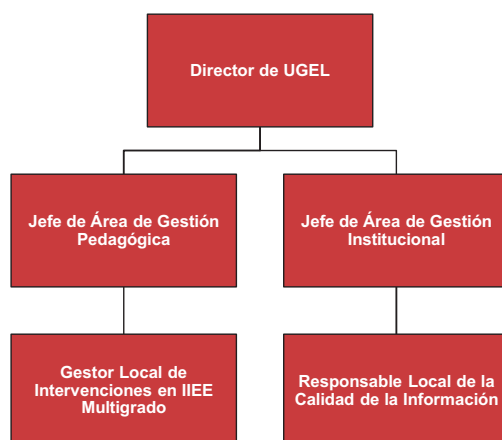 Director de UGEL
Jefe de Área de Gestión
Pedagógica
Jefe de Área de Gestión
Institucional
Gestor Local de
Intervenciones en IIEE
Multigrado
Responsable Local de la
Calidad de la Información